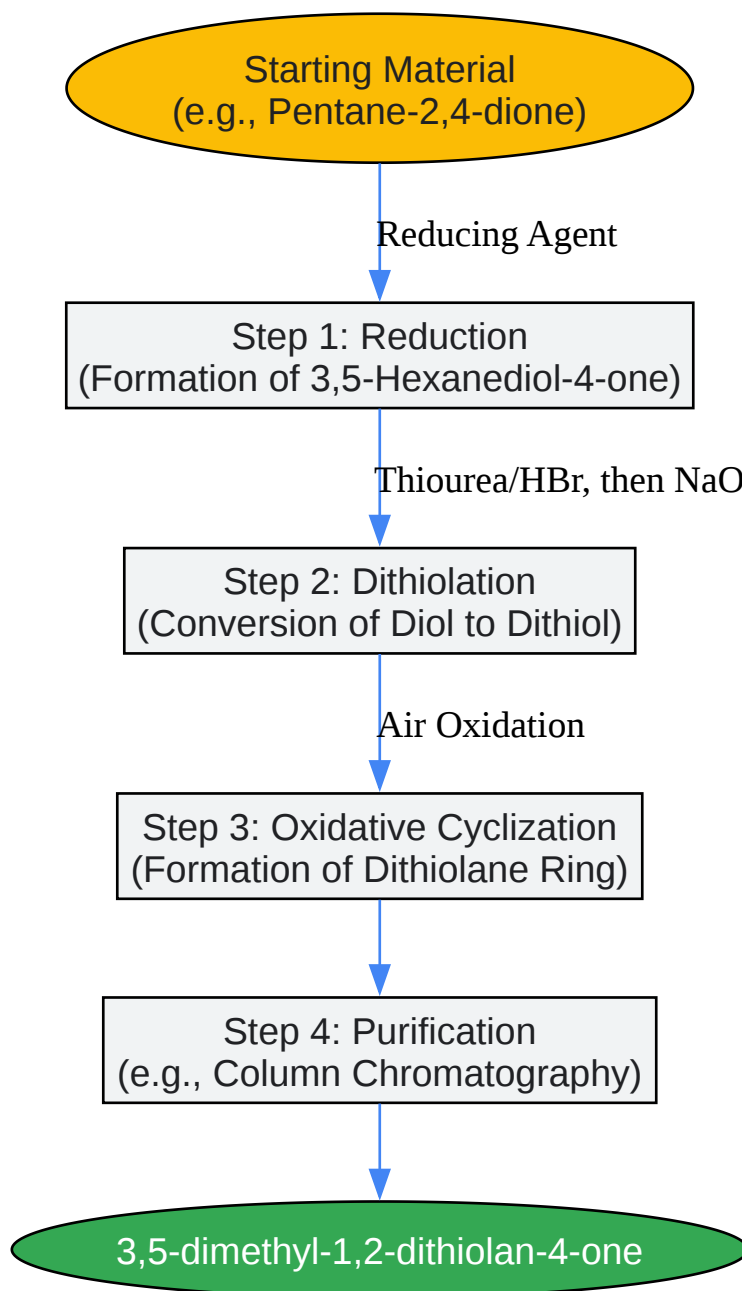 Starting Material
(e.g., Pentane-2,4-dione)
Reducing Agent
Step 1: Reduction
(Formation of 3,5-Hexanediol-4-one)
Thiourea/HBr, then NaO
Step 2: Dithiolation
(Conversion of Diol to Dithiol)
Air Oxidation
Step 3: Oxidative Cyclization
(Formation of Dithiolane Ring)
Step 4: Purification
(e.g., Column Chromatography)
3,5-dimethyl-1,2-dithiolan-4-one